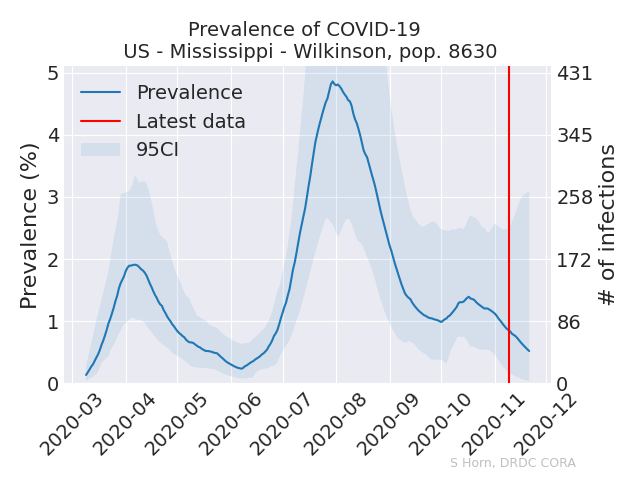 Prevalence of COVID-19
US - Mississippi - Wilkinson, pop. 8630
Prevalence
Latest data
95CI
Prevalence (%)
5
4
3
2
1
0
431
345
258
172
86
0
# of infections
2020-03
2020-04
2020-05
2020-06
2020-07
2020-08
2020-09
2020-10
2020-11
2020-12
S Horn, DRDC CORA